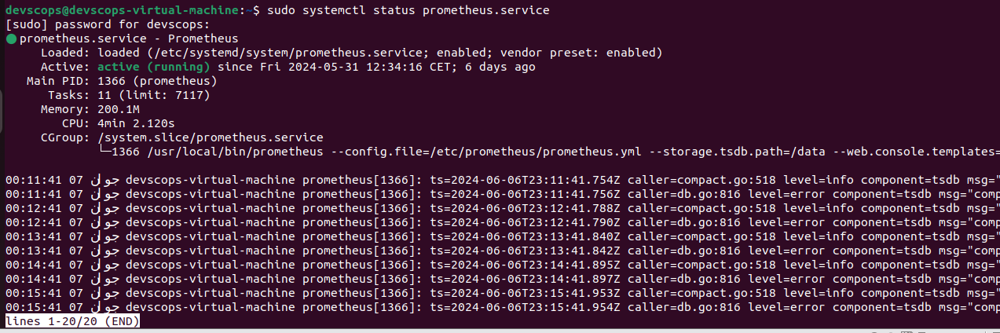 devscops@devscops-virtual-machine:~$ sudo systemctl status prometheus.service
[sudo] password for devscops:
● prometheus.service - Prometheus
Loaded: loaded (/etc/systemd/system/prometheus.service; enabled; vendor preset: enabled)
Active: active (running) since Fri 2024-05-31 12:34:16 CET; 6 days ago
Main PID: 1366 (prometheus)
Tasks: 11 (limit: 7117)
Memory: 200.1M
CPU: 4min 2.120s
CGroup: /system.slice/prometheus.service
└─1366 /usr/local/bin/prometheus --config.file=/etc/prometheus/prometheus.yml --storage.tsdb.path=/data --web.console.templates=
00:11:41 07 جوان devscops-virtual-machine prometheus[1366]: ts=2024-06-06T23:11:41.754Z caller=compact.go:518 level=info component=tsdb msg="
00:11:41 07 جوان devscops-virtual-machine prometheus[1366]: ts=2024-06-06T23:11:41.756Z caller=db.go:816 level=error component=tsdb msg="comp
00:12:41 07 جوان devscops-virtual-machine prometheus[1366]: ts=2024-06-06T23:12:41.788Z caller=compact.go:518 level=info component=tsdb msg="
00:12:41 07 جوان devscops-virtual-machine prometheus[1366]: ts=2024-06-06T23:12:41.790Z caller=db.go:816 level=error component=tsdb msg="comp
00:13:41 07 جوان devscops-virtual-machine prometheus[1366]: ts=2024-06-06T23:13:41.840Z caller=compact.go:518 level=info component=tsdb msg="
00:13:41 07 جوان devscops-virtual-machine prometheus[1366]: ts=2024-06-06T23:13:41.842Z caller=db.go:816 level=error component=tsdb msg="comp
00:14:41 07 جوان devscops-virtual-machine prometheus[1366]: ts=2024-06-06T23:14:41.895Z caller=compact.go:518 level=info component=tsdb msg="
00:14:41 07 جوان devscops-virtual-machine prometheus[1366]: ts=2024-06-06T23:14:41.897Z caller=db.go:816 level=error component=tsdb msg="comp
00:15:41 07 جوان devscops-virtual-machine prometheus[1366]: ts=2024-06-06T23:15:41.953Z caller=compact.go:518 level=info component=tsdb msg="
00:15:41 07 جوان devscops-virtual-machine prometheus[1366]: ts=2024-06-06T23:15:41.954Z caller=db.go:816 level=error component=tsdb msg="comp
lines 1-20/20 (END)